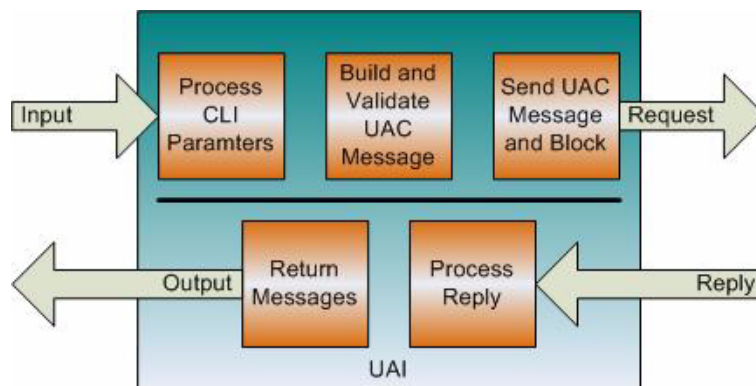 Input
Process
CLI
Paramters
Build and
Validate
UAC
Message
Send UAC
Message
and Block
Request
Output
Return
Messages
Process
Reply
Reply
UAI